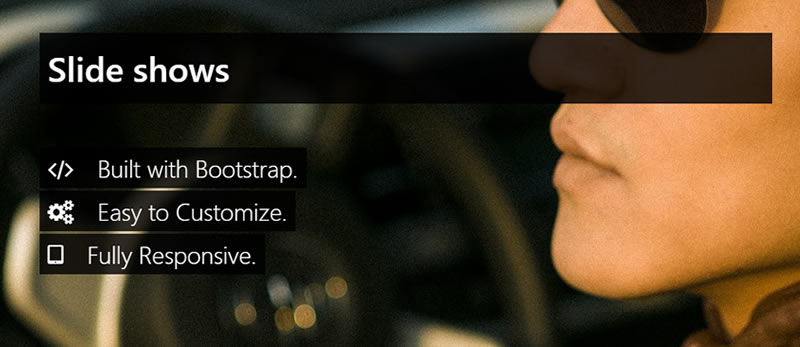 Slide shows
Built with Bootstrap.
Easy to Customize.
Fully Responsive.